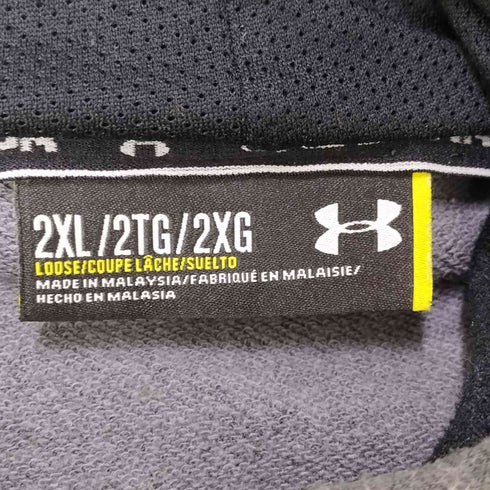 2XL/2TG/2XG
LOOSE/COUPE LÂCHE/SUELTO
MADE IN MALAYSIA/FABRIQUÉ EN MALAISIE/
HECHO EN MALASIA